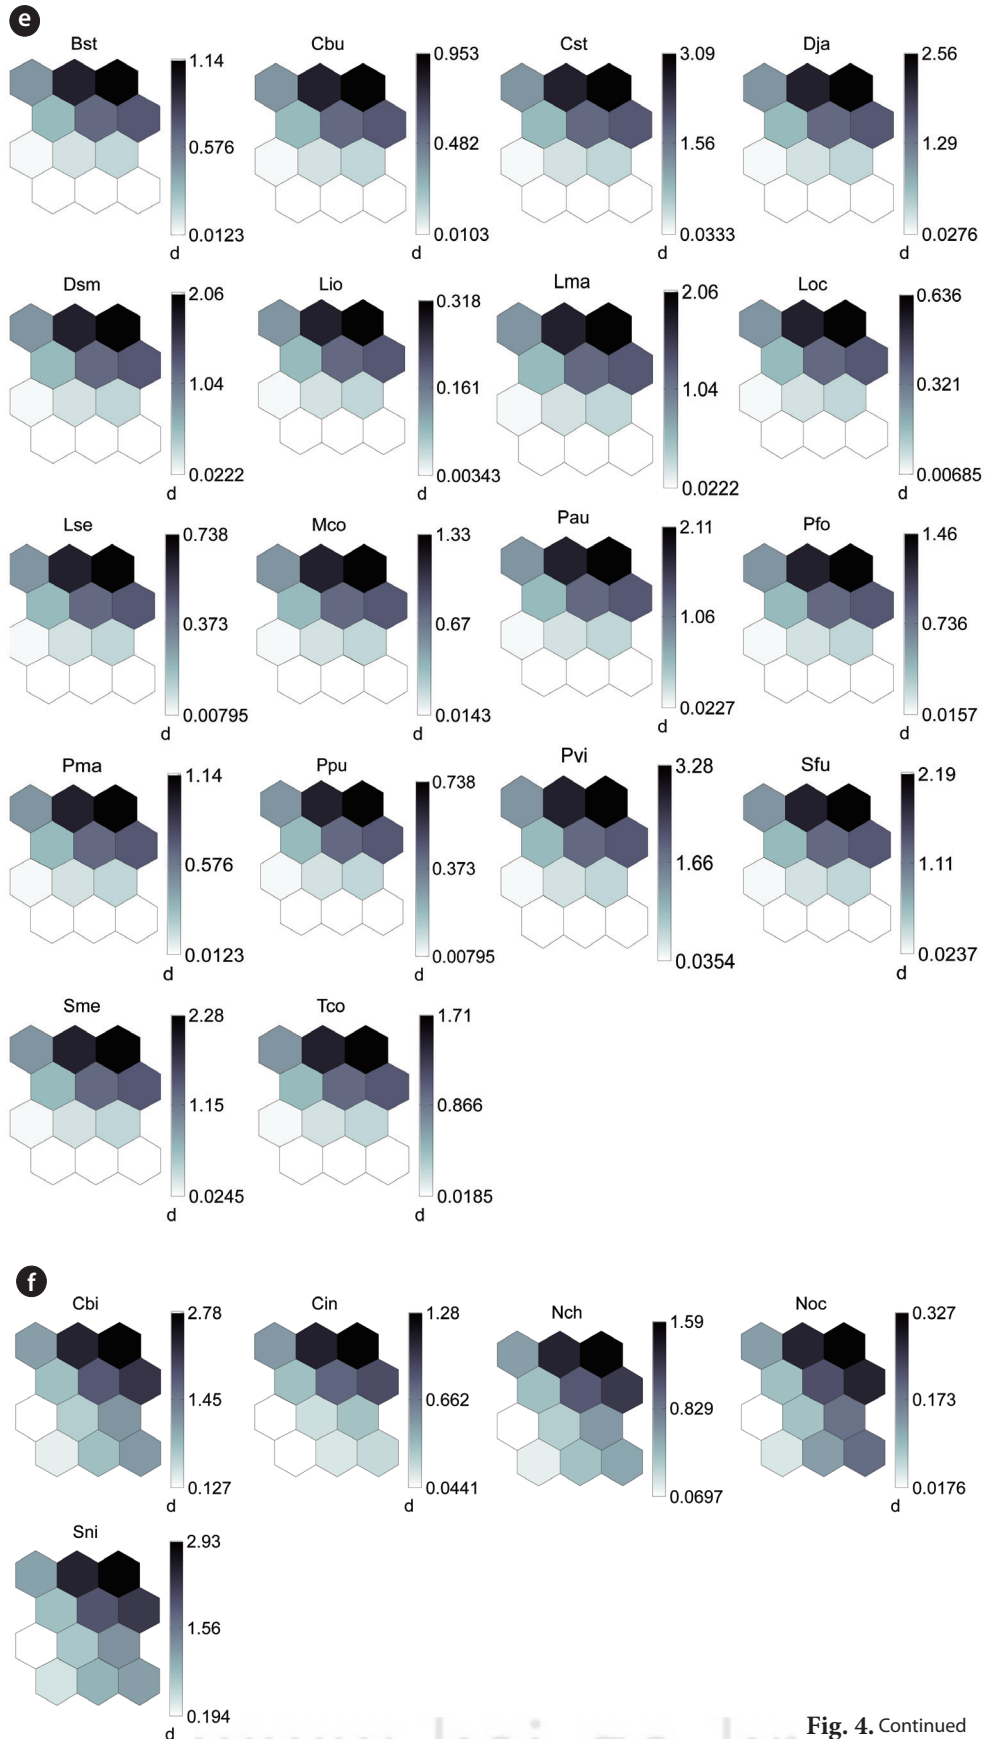 e
Bst
Cbu
Cst
Dja
1.14
0.576
0.0123
d
0.953
0.482
0.0103
d
3.09
1.56
0.0333
d
2.56
1.29
0.0276
d
Dsm
Lio
Lma
Loc
2.06
1.04
0.0222
d
0.318
0.161
0.00343
d
2.06
1.04
0.0222
d
0.636
0.321
0.00685
d
Lse
Mco
Pau
Pfo
0.738
0.373
0.00795
d
1.33
0.67
0.0143
d
2.11
1.06
0.0227
d
1.46
0.736
0.0157
d
Pma
Ppu
Pvi
Sfu
1.14
0.576
0.0123
d
0.738
0.373
0.00795
d
3.28
1.66
0.0354
d
2.19
1.11
0.0237
d
Sme
Tco
2.28
1.15
0.0245
d
1.71
0.866
0.0185
d
f
Cbi
Cin
Nch
Noc
2.78
1.45
0.127
d
1.28
0.662
0.0441
d
1.59
0.829
0.0697
d
0.327
0.173
0.0176
d
Sni
2.93
1.56
0.194
d
Fig. 4. Continued